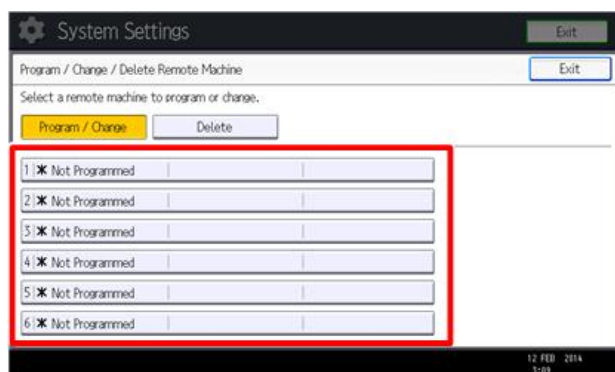 System Settings
Exit
Program / Change / Delete Remote Machine
Exit
Select a remote machine to program or change.
Program / Change
Delete
1 * Not Programmed
2 * Not Programmed
3 * Not Programmed
4 * Not Programmed
5 * Not Programmed
6 * Not Programmed
12 FEB 2014